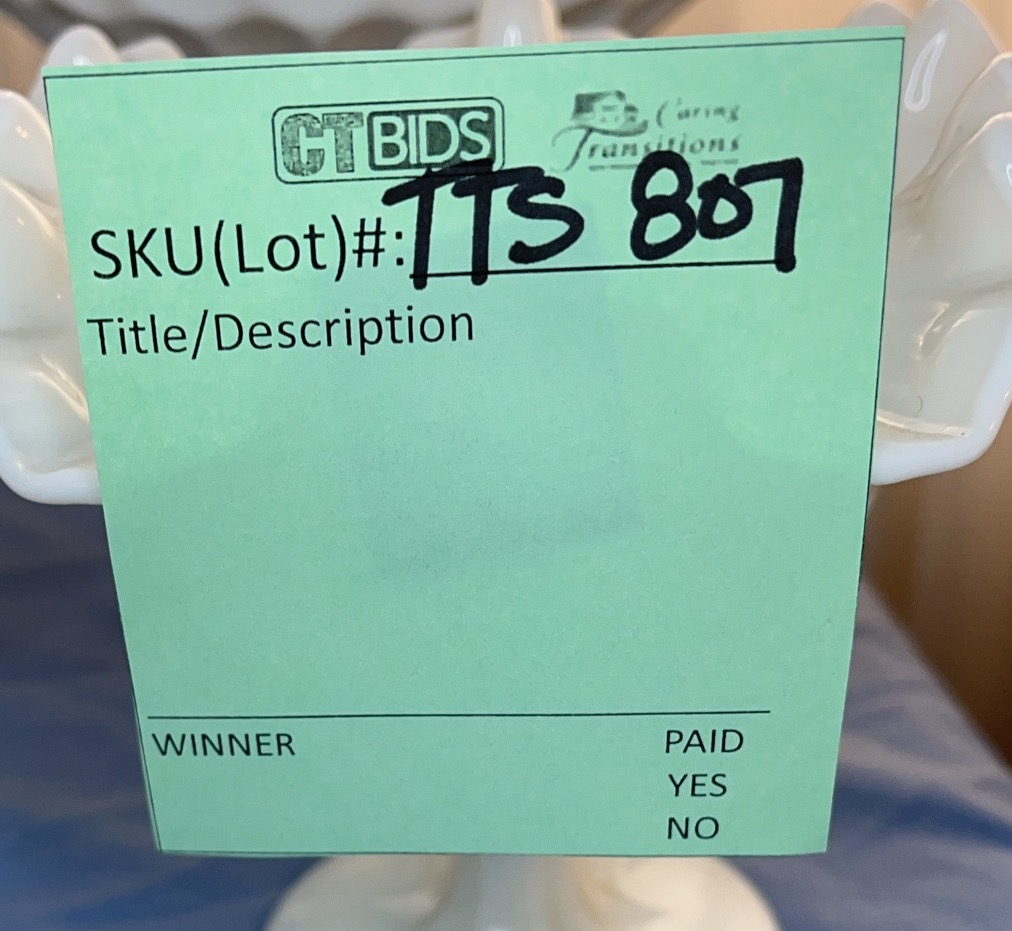 CTBIDS
Caring
Transitions
SKU(Lot)#: TTS 807
Title/Description
WINNER PAID
YES
NO